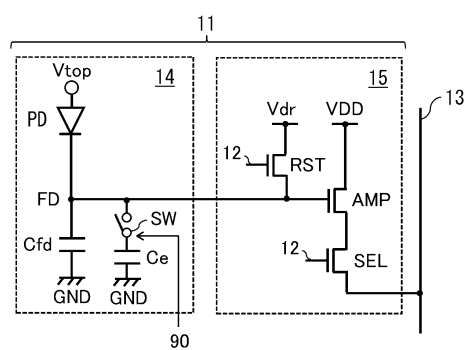 11
Vtop
14
15
13
PD
Vdr
VDD
12
RST
FD
SW
AMP
Cfd
Ce
12
SEL
GND
GND
90